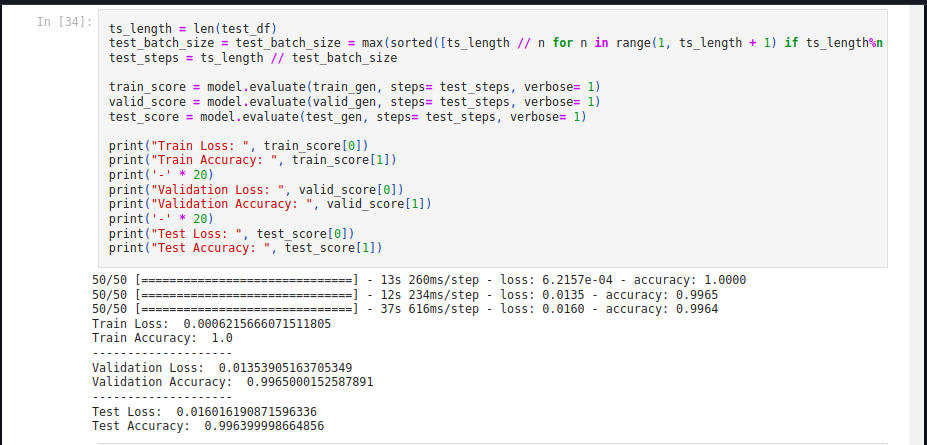 In [34]:
ts_length = len(test_df)
test_batch_size = test_batch_size = max(sorted([ts_length // n for n in range(1, ts_length + 1) if ts_length%n
test_steps = ts_length // test_batch_size
train_score = model.evaluate(train_gen, steps= test_steps, verbose= 1)
valid_score = model.evaluate(valid_gen, steps= test_steps, verbose= 1)
test_score = model.evaluate(test_gen, steps= test_steps, verbose= 1)
print("Train Loss: ", train_score[0])
print("Train Accuracy: ", train_score[1])
print('-' * 20)
print("Validation Loss: ", valid_score[0])
print("Validation Accuracy: ", valid_score[1])
print('-' * 20)
print("Test Loss: ", test_score[0])
print("Test Accuracy: ", test_score[1])
50/50 [==============================] - 13s 260ms/step - loss: 6.2157e-04 - accuracy: 1.0000
50/50 [==============================] - 12s 234ms/step - loss: 0.0135 - accuracy: 0.9965
50/50 [==============================] - 37s 616ms/step - loss: 0.0160 - accuracy: 0.9964
Train Loss:  0.0006215666071511805
Train Accuracy:  1.0
--------------------
Validation Loss:  0.01353905163705349
Validation Accuracy:  0.9965000152587891
--------------------
Test Loss:  0.016016190871596336
Test Accuracy:  0.996399998664856